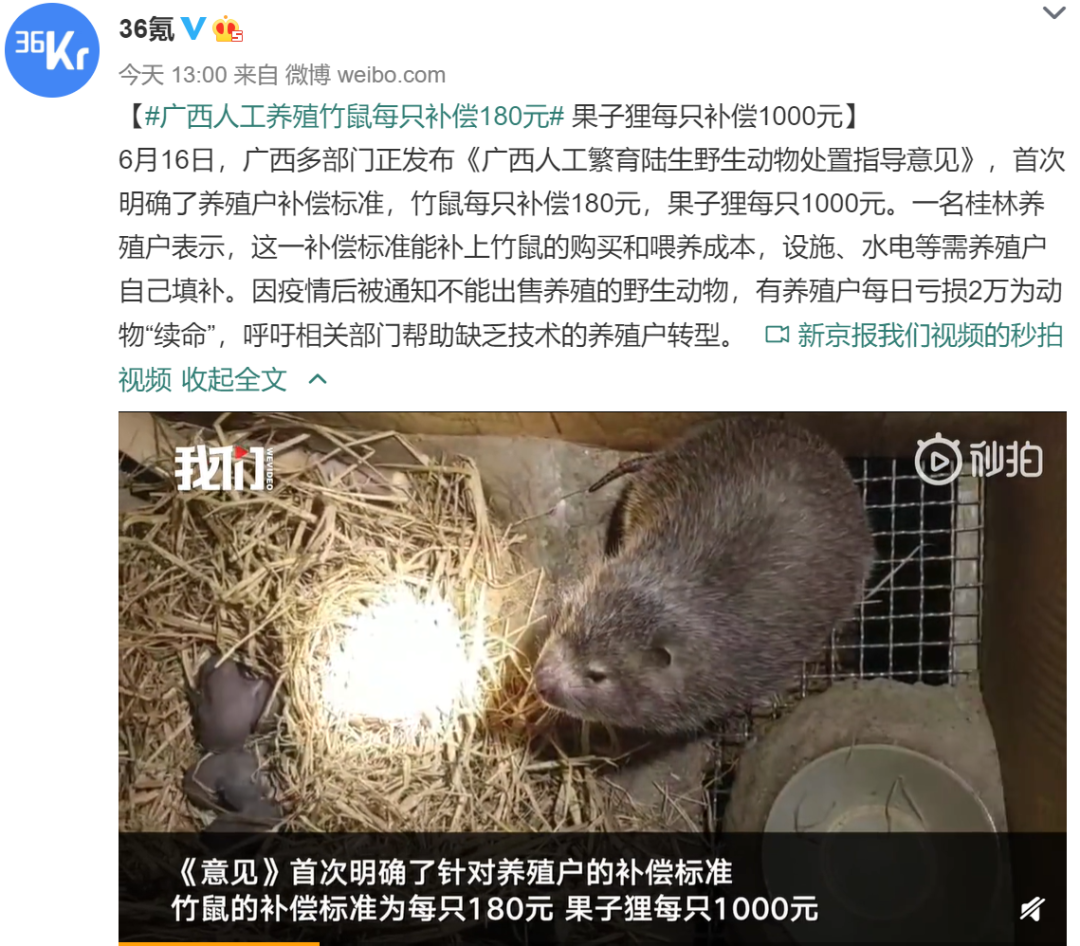 36Kr
36氪
今天 13:00 来自 微博 weibo.com
【#广西人工养殖竹鼠每只补偿180元# 果子狸每只补偿1000元】
6月16日，广西多部门正发布《广西人工繁育陆生野生动物处置指导意见》，首次
明确了养殖户补偿标准，竹鼠每只补偿180元，果子狸每只1000元。一名桂林养
殖户表示，这一补偿标准能补上竹鼠的购买和喂养成本，设施、水电等需养殖户
自己填补。因疫情后被通知不能出售养殖的野生动物，有养殖户每日亏损2万为动
物“续命”，呼吁相关部门帮助缺乏技术的养殖户转型。 新京报我们视频的秒拍
视频 收起全文
我们 WEVIDEO
秒拍
《意见》首次明确了针对养殖户的补偿标准
竹鼠的补偿标准为每只180元 果子狸每只1000元